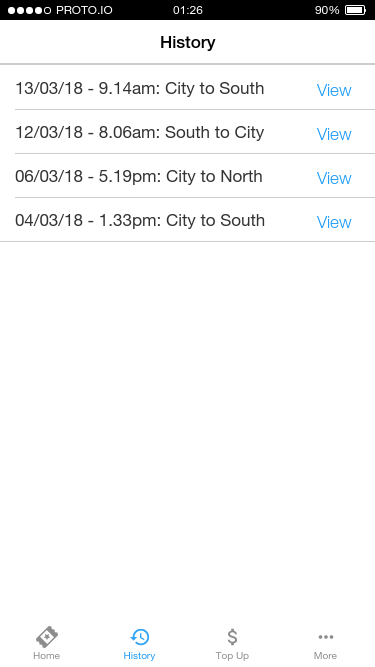 PROTO.IO 01:26 90%
History
13/03/18 - 9.14am: City to South View
12/03/18 - 8.06am: South to City View
06/03/18 - 5.19pm: City to North View
04/03/18 - 1.33pm: City to South View
Home History Top Up More